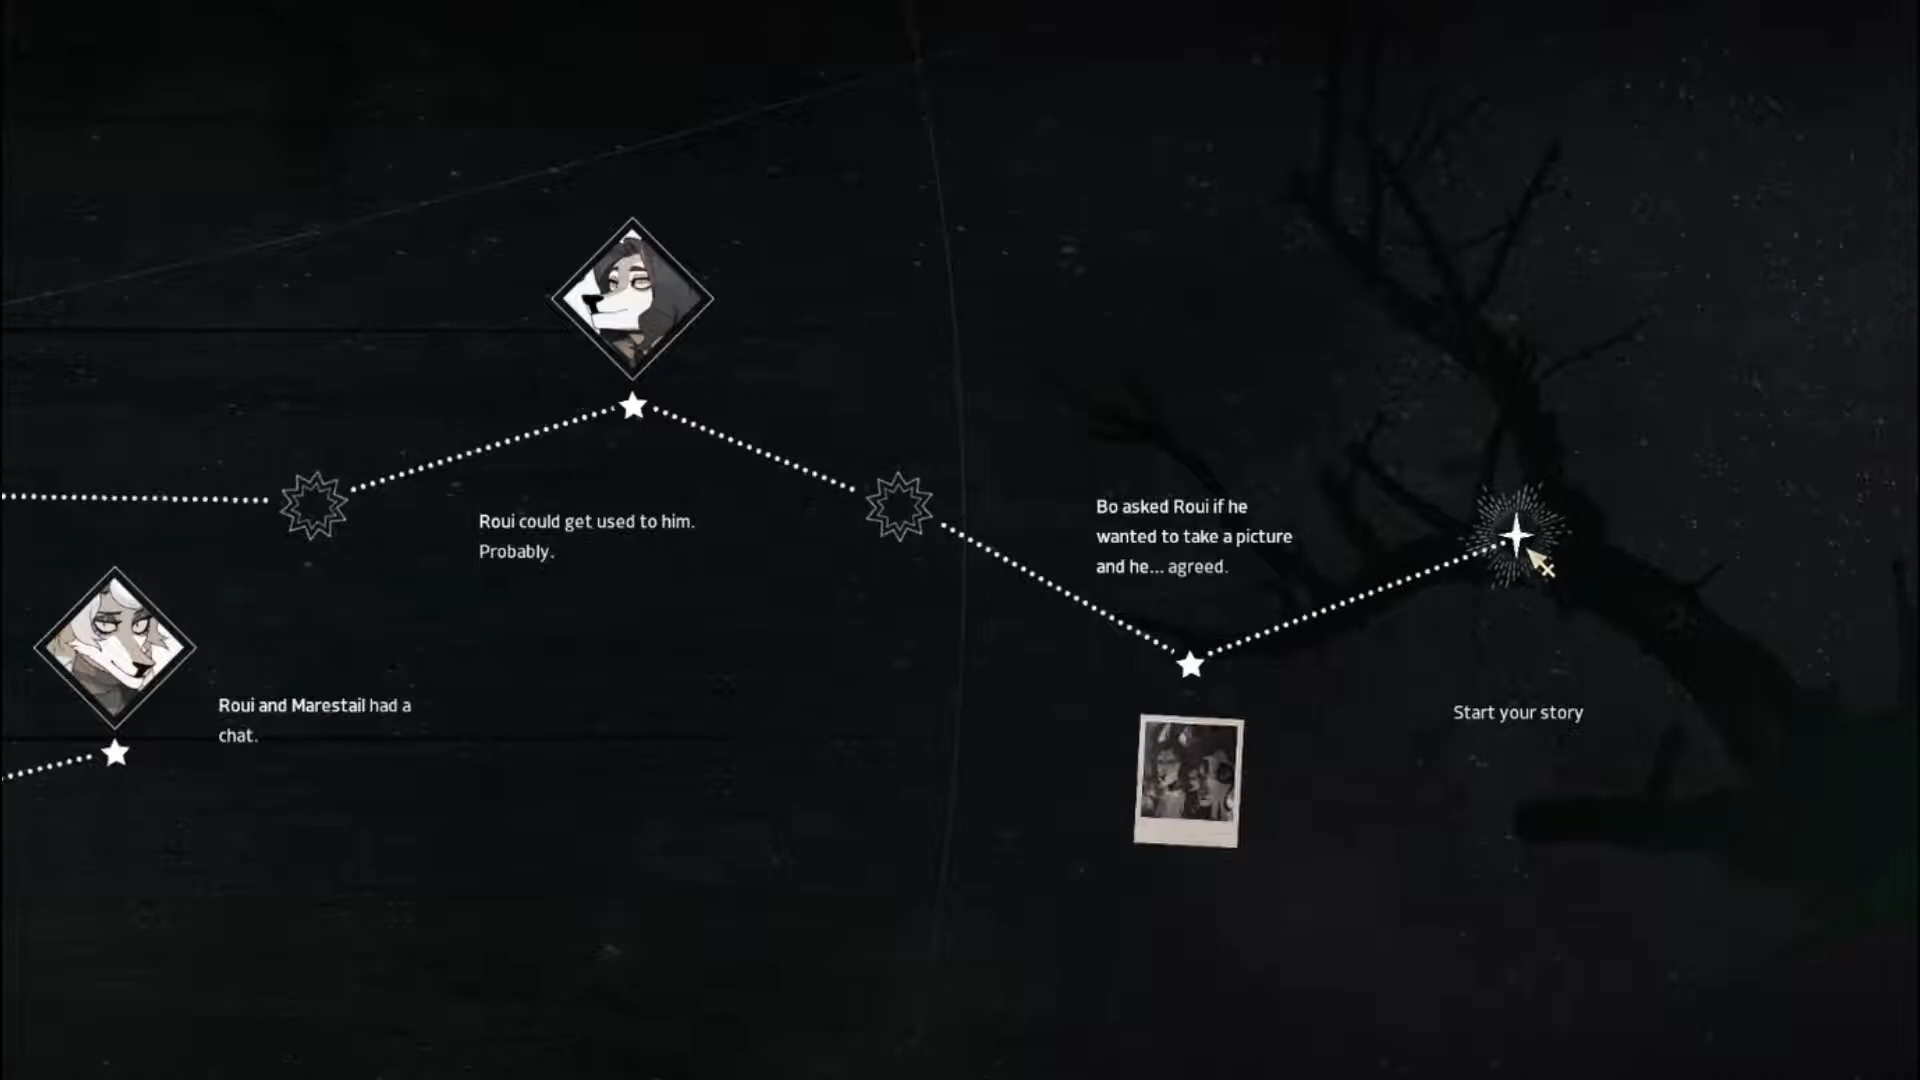 Roui could get used to him.
Probably.
Bo asked Roui if he
wanted to take a picture
and he... agreed.
Roui and Marestail had a
chat.
Start your story